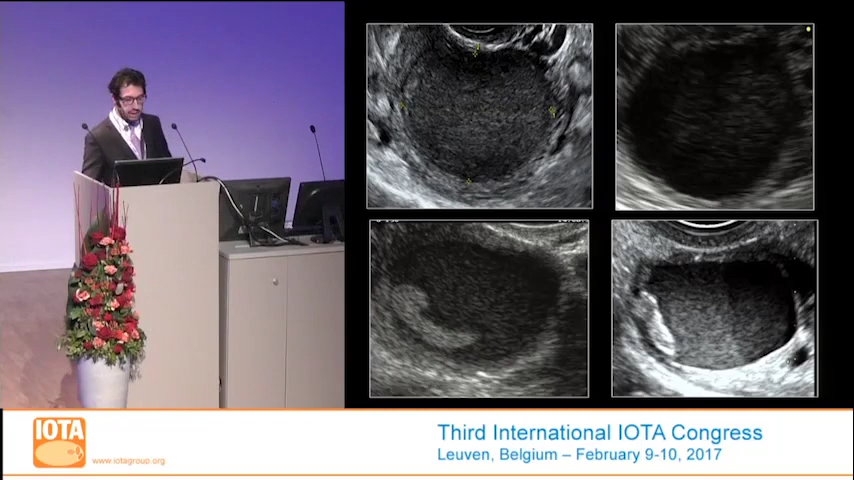 IOTA
www.iotagroup.org
Third International IOTA Congress
Leuven, Belgium – February 9-10, 2017